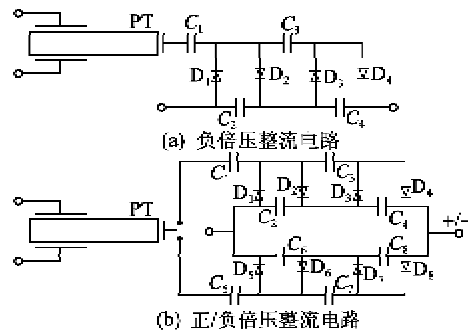 PT C₁ C₃
D₁ D₂ D₃ D₄
C₂ C₄
(a) 负倍压整流电路
C₁ C₃
PT D₁ D₂ D₃ D₄
C₂ C₄ +/-
C₆ C₈
D₅ D₆ D₇ D₈
C₅ C₇
(b) 正/负倍压整流电路